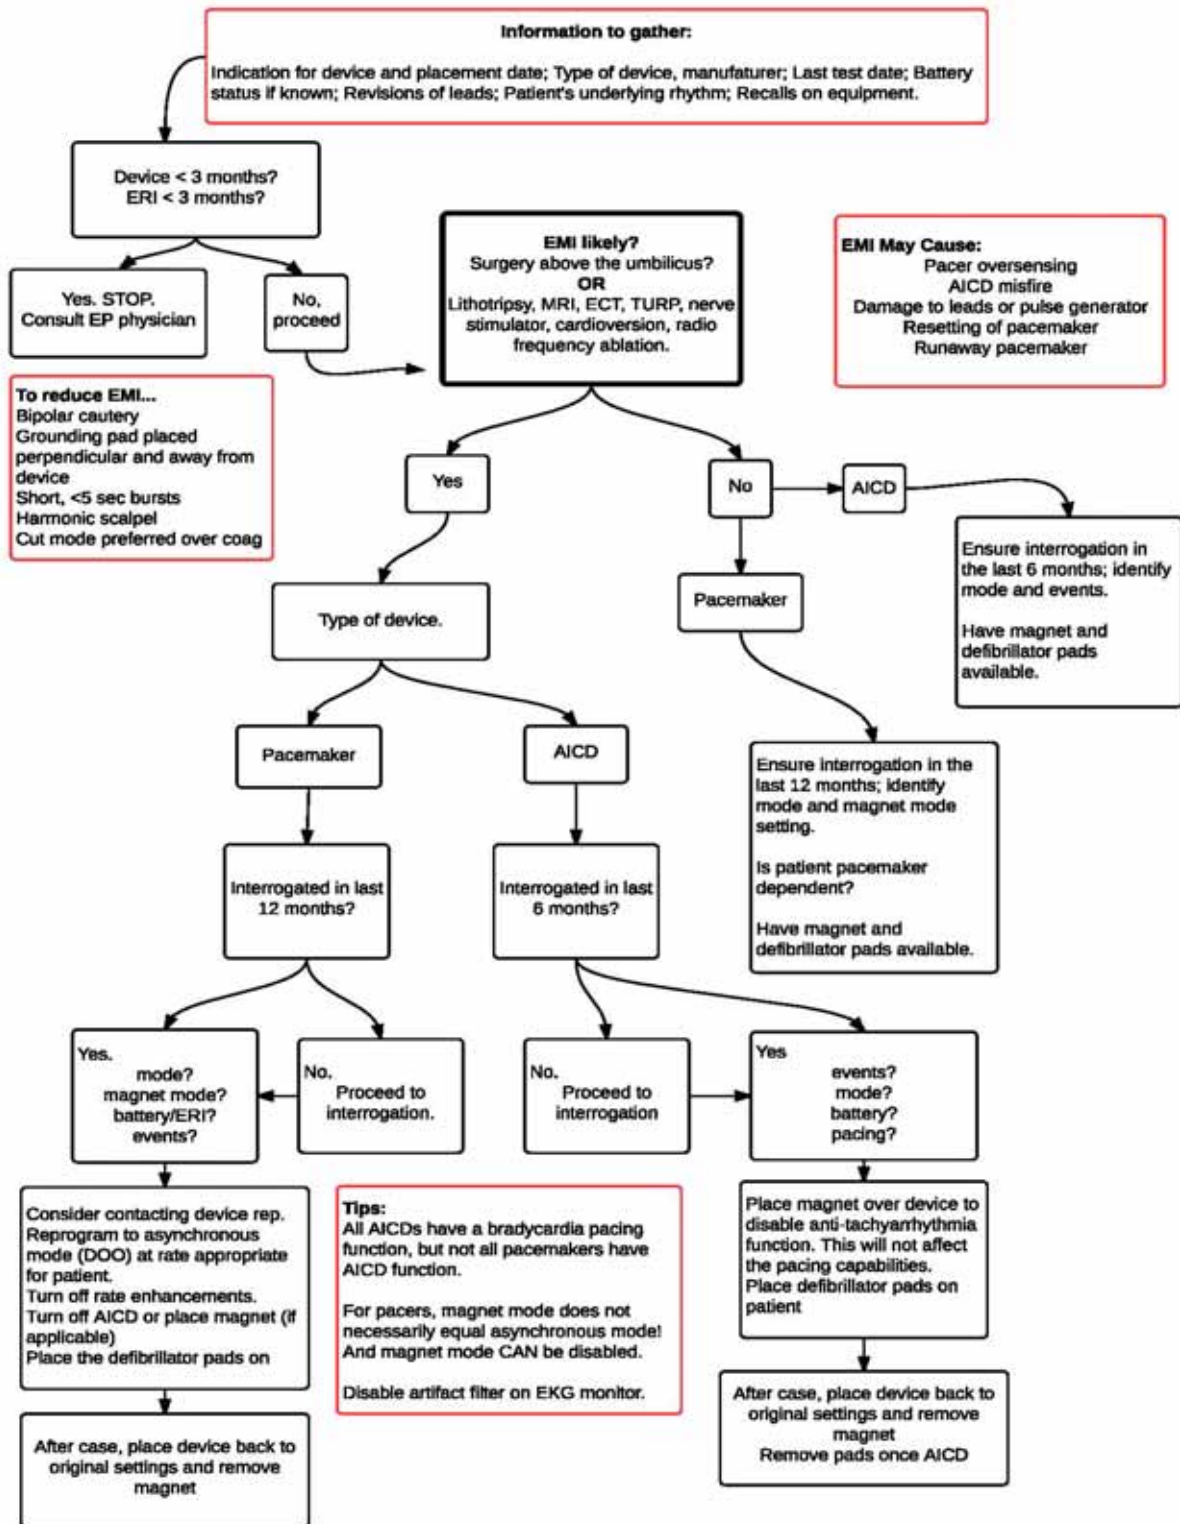 Information to gather:
Indication for device and placement date; Type of device, manufaturer; Last test date; Battery
status if known; Revisions of leads; Patient's underlying rhythm; Recalls on equipment.
Device < 3 months?
ERI < 3 months?
Yes. STOP.
Consult EP physician
No,
proceed
EMI likely?
Surgery above the umbilicus?
OR
Lithotripsy, MRI, ECT, TURP, nerve
stimulator, cardioversion, radio
frequency ablation.
EMI May Cause:
Pacer oversensing
AICD misfire
Damage to leads or pulse generator
Resetting of pacemaker
Runaway pacemaker
To reduce EMI...
Bipolar cautery
Grounding pad placed
perpendicular and away from
device
Short, <5 sec bursts
Harmonic scalpel
Cut mode preferred over coag
Yes
No
AICD
Ensure interrogation in
the last 6 months; identify
mode and events.
Have magnet and
defibrillator pads
available.
Type of device.
Pacemaker
Ensure interrogation in the
last 12 months; identify
mode and magnet mode
setting.
Is patient pacemaker
dependent?
Have magnet and
defibrillator pads available.
Pacemaker
AICD
Interrogated in last
12 months?
Interrogated in last
6 months?
Yes.
mode?
magnet mode?
battery/ERI?
events?
No.
Proceed to
interrogation.
No.
Proceed to
interrogation
Yes
events?
mode?
battery?
pacing?
Consider contacting device rep.
Reprogram to asynchronous
mode (DOO) at rate appropriate
for patient.
Turn off rate enhancements.
Turn off AICD or place magnet (if
applicable)
Place the defibrillator pads on
Tips:
All AICDs have a bradycardia pacing
function, but not all pacemakers have
AICD function.
For pacers, magnet mode does not
necessarily equal asynchronous mode!
And magnet mode CAN be disabled.
Disable artifact filter on EKG monitor.
Place magnet over device to
disable anti-tachyarrhythmia
function. This will not affect
the pacing capabilities.
Place defibrillator pads on
patient
After case, place device back to
original settings and remove
magnet
After case, place device back to
original settings and remove
magnet
Remove pads once AICD